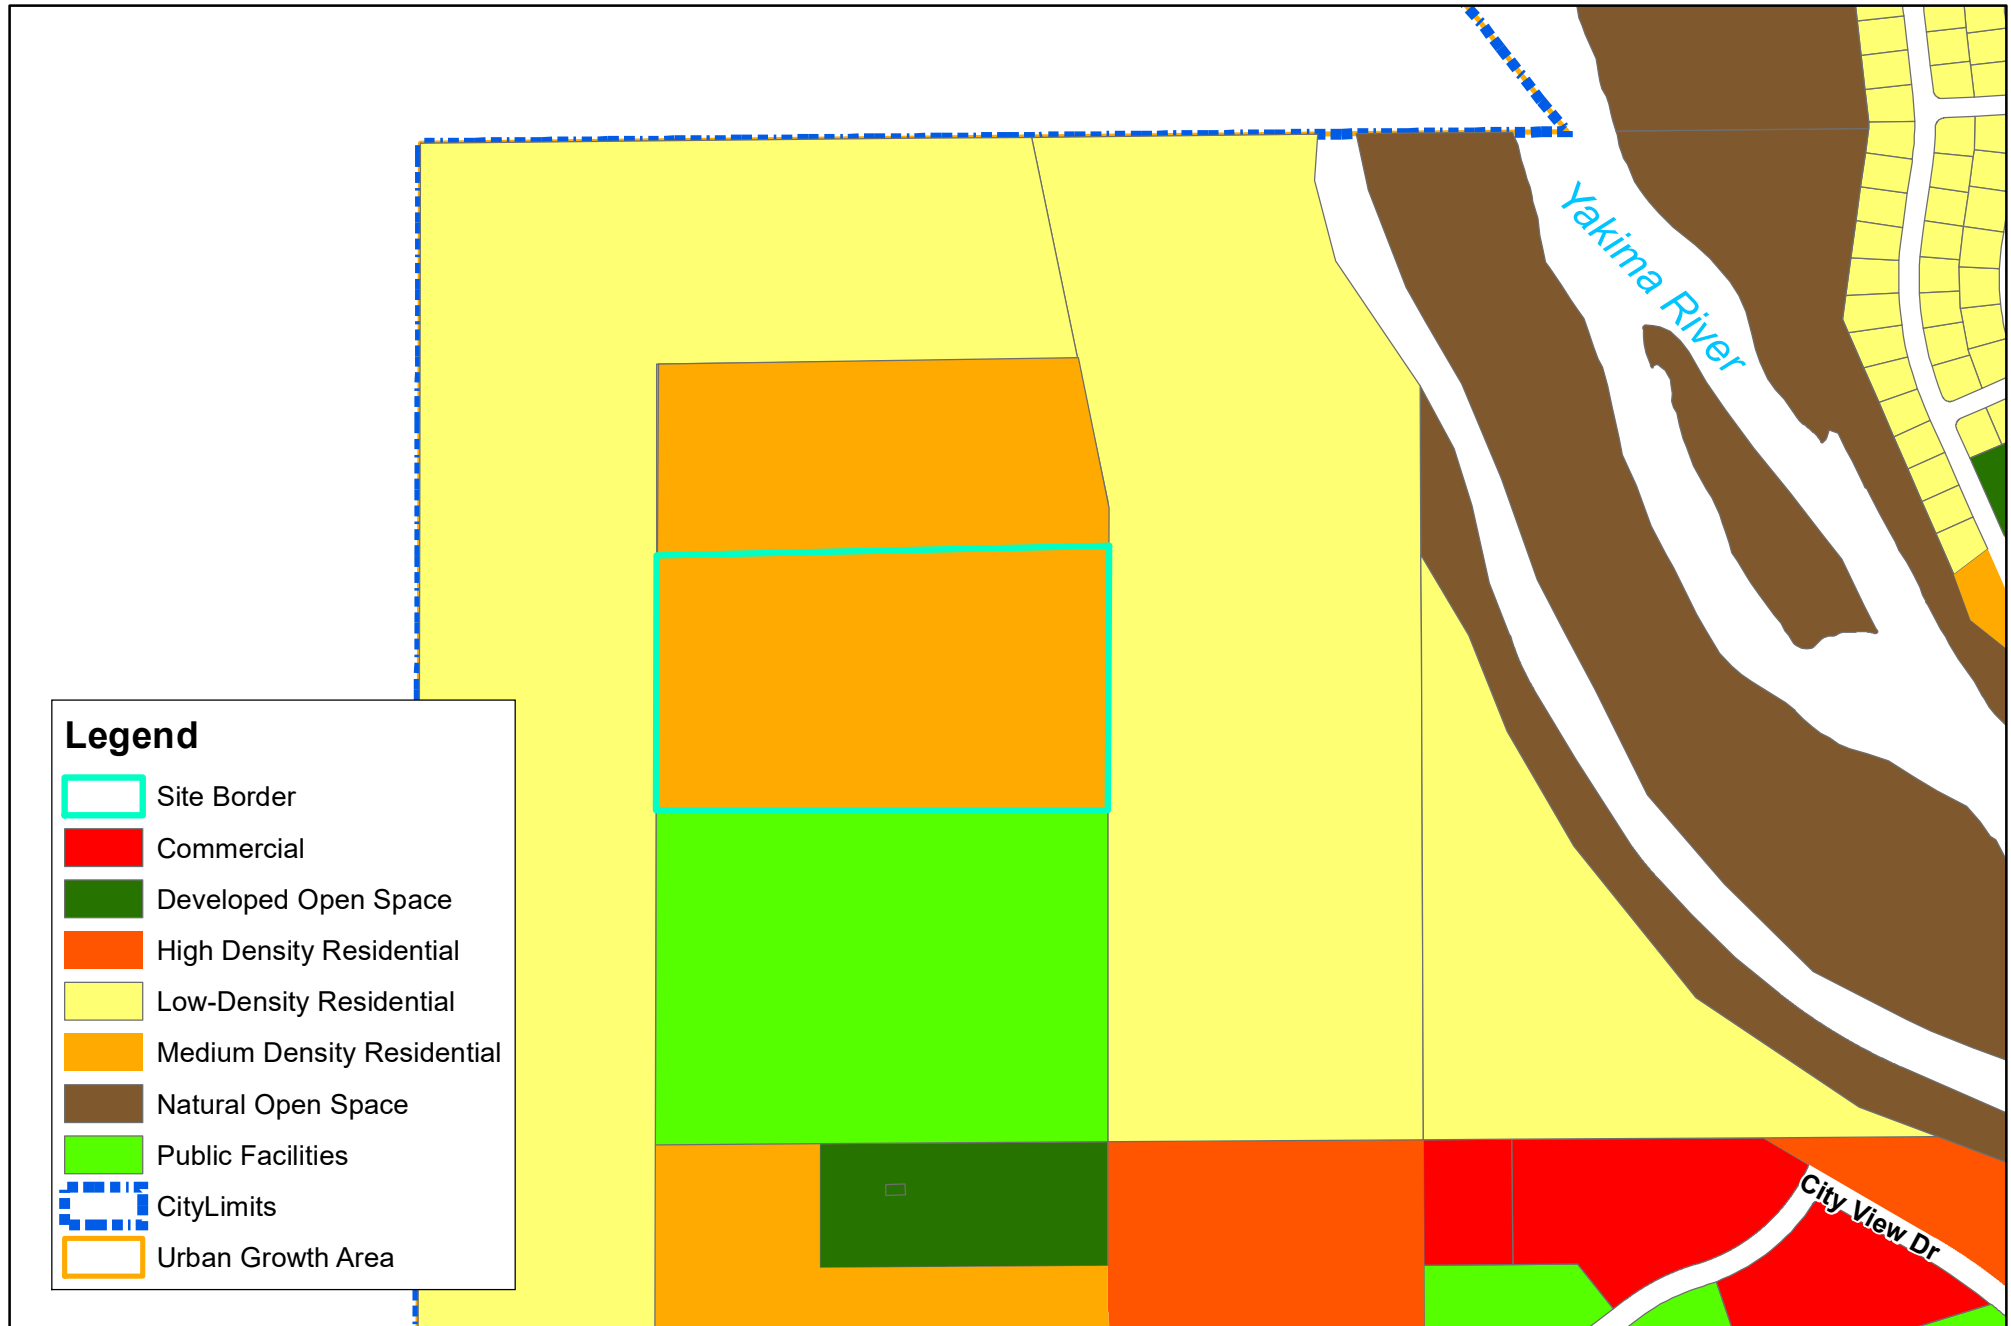 Yakima River
Legend
Site Border
Commercial
Developed Open Space
High Density Residential
Low-Density Residential
Medium Density Residential
Natural Open Space
Public Facilities
CityLimits
Urban Growth Area
City View Dr